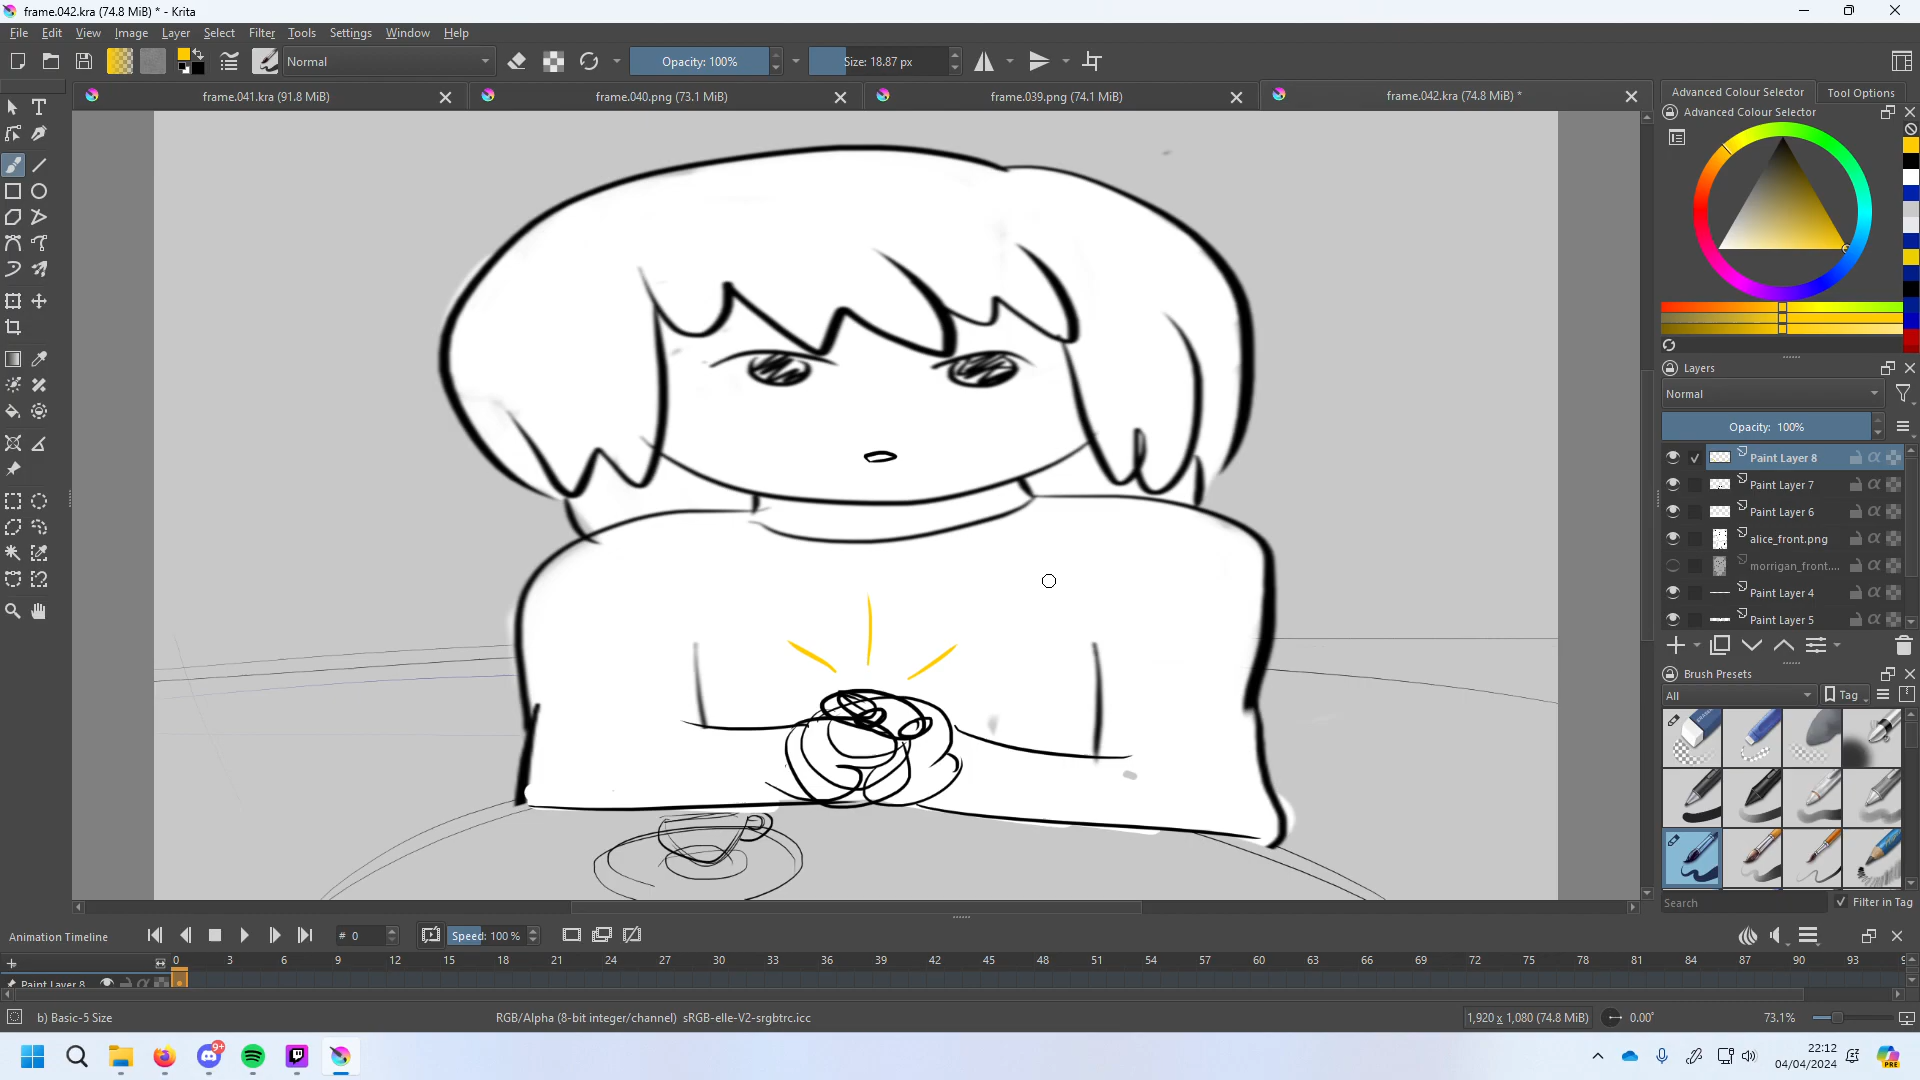 frame.042.kra (74.8 MiB) * - Krita
File Edit View Image Layer Select Filter Tools Settings Window Help
Normal Opacity: 100% Size: 18.87 px
frame.041.kra (91.8 MiB) frame.040.png (73.1 MiB) frame.039.png (74.1 MiB) frame.042.kra (74.8 MiB) *
Advanced Colour Selector Tool Options
Advanced Colour Selector
Layers
Normal
Opacity: 100%
Paint Layer 8
Paint Layer 7
Paint Layer 6
alice_front.png
morrigan_front....
Paint Layer 4
Paint Layer 5
Brush Presets
All Tag
Search Filter in Tag
Animation Timeline # 0 Speed: 100 %
0 3 6 9 12 15 18 21 24 27 30 33 36 39 42 45 48 51 54 57 60 63 66 69 72 75 78 81 84 87 90 93
Paint Layer 8
b) Basic-5 Size RGB/Alpha (8-bit integer/channel) sRGB-elle-V2-srgbtrc.icc 1,920 x 1,080 (74.8 MiB) 0.00° 73.1%
9+
22:12
04/04/2024
PRE